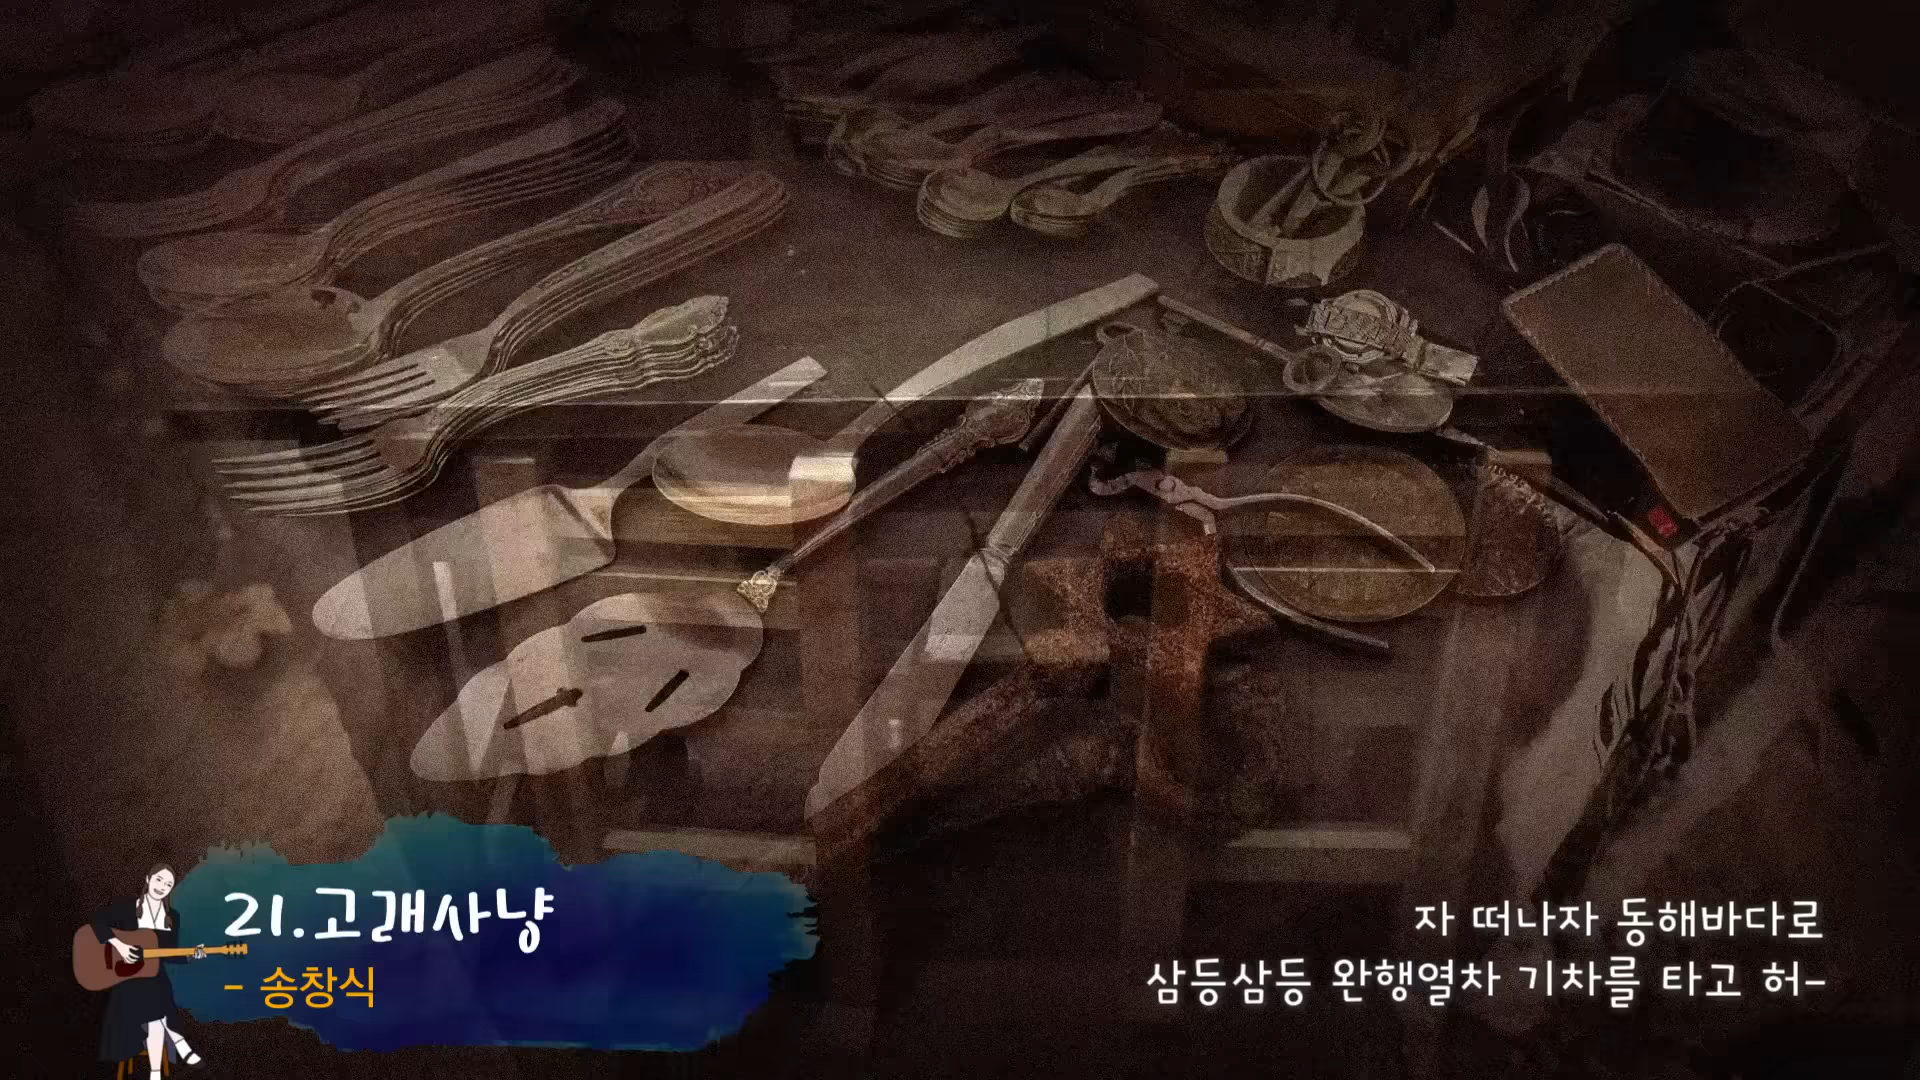 21.고래사냥
- 송창식
자 떠나자 동해바다로
삼등삼등 완행열차 기차를 타고 허-